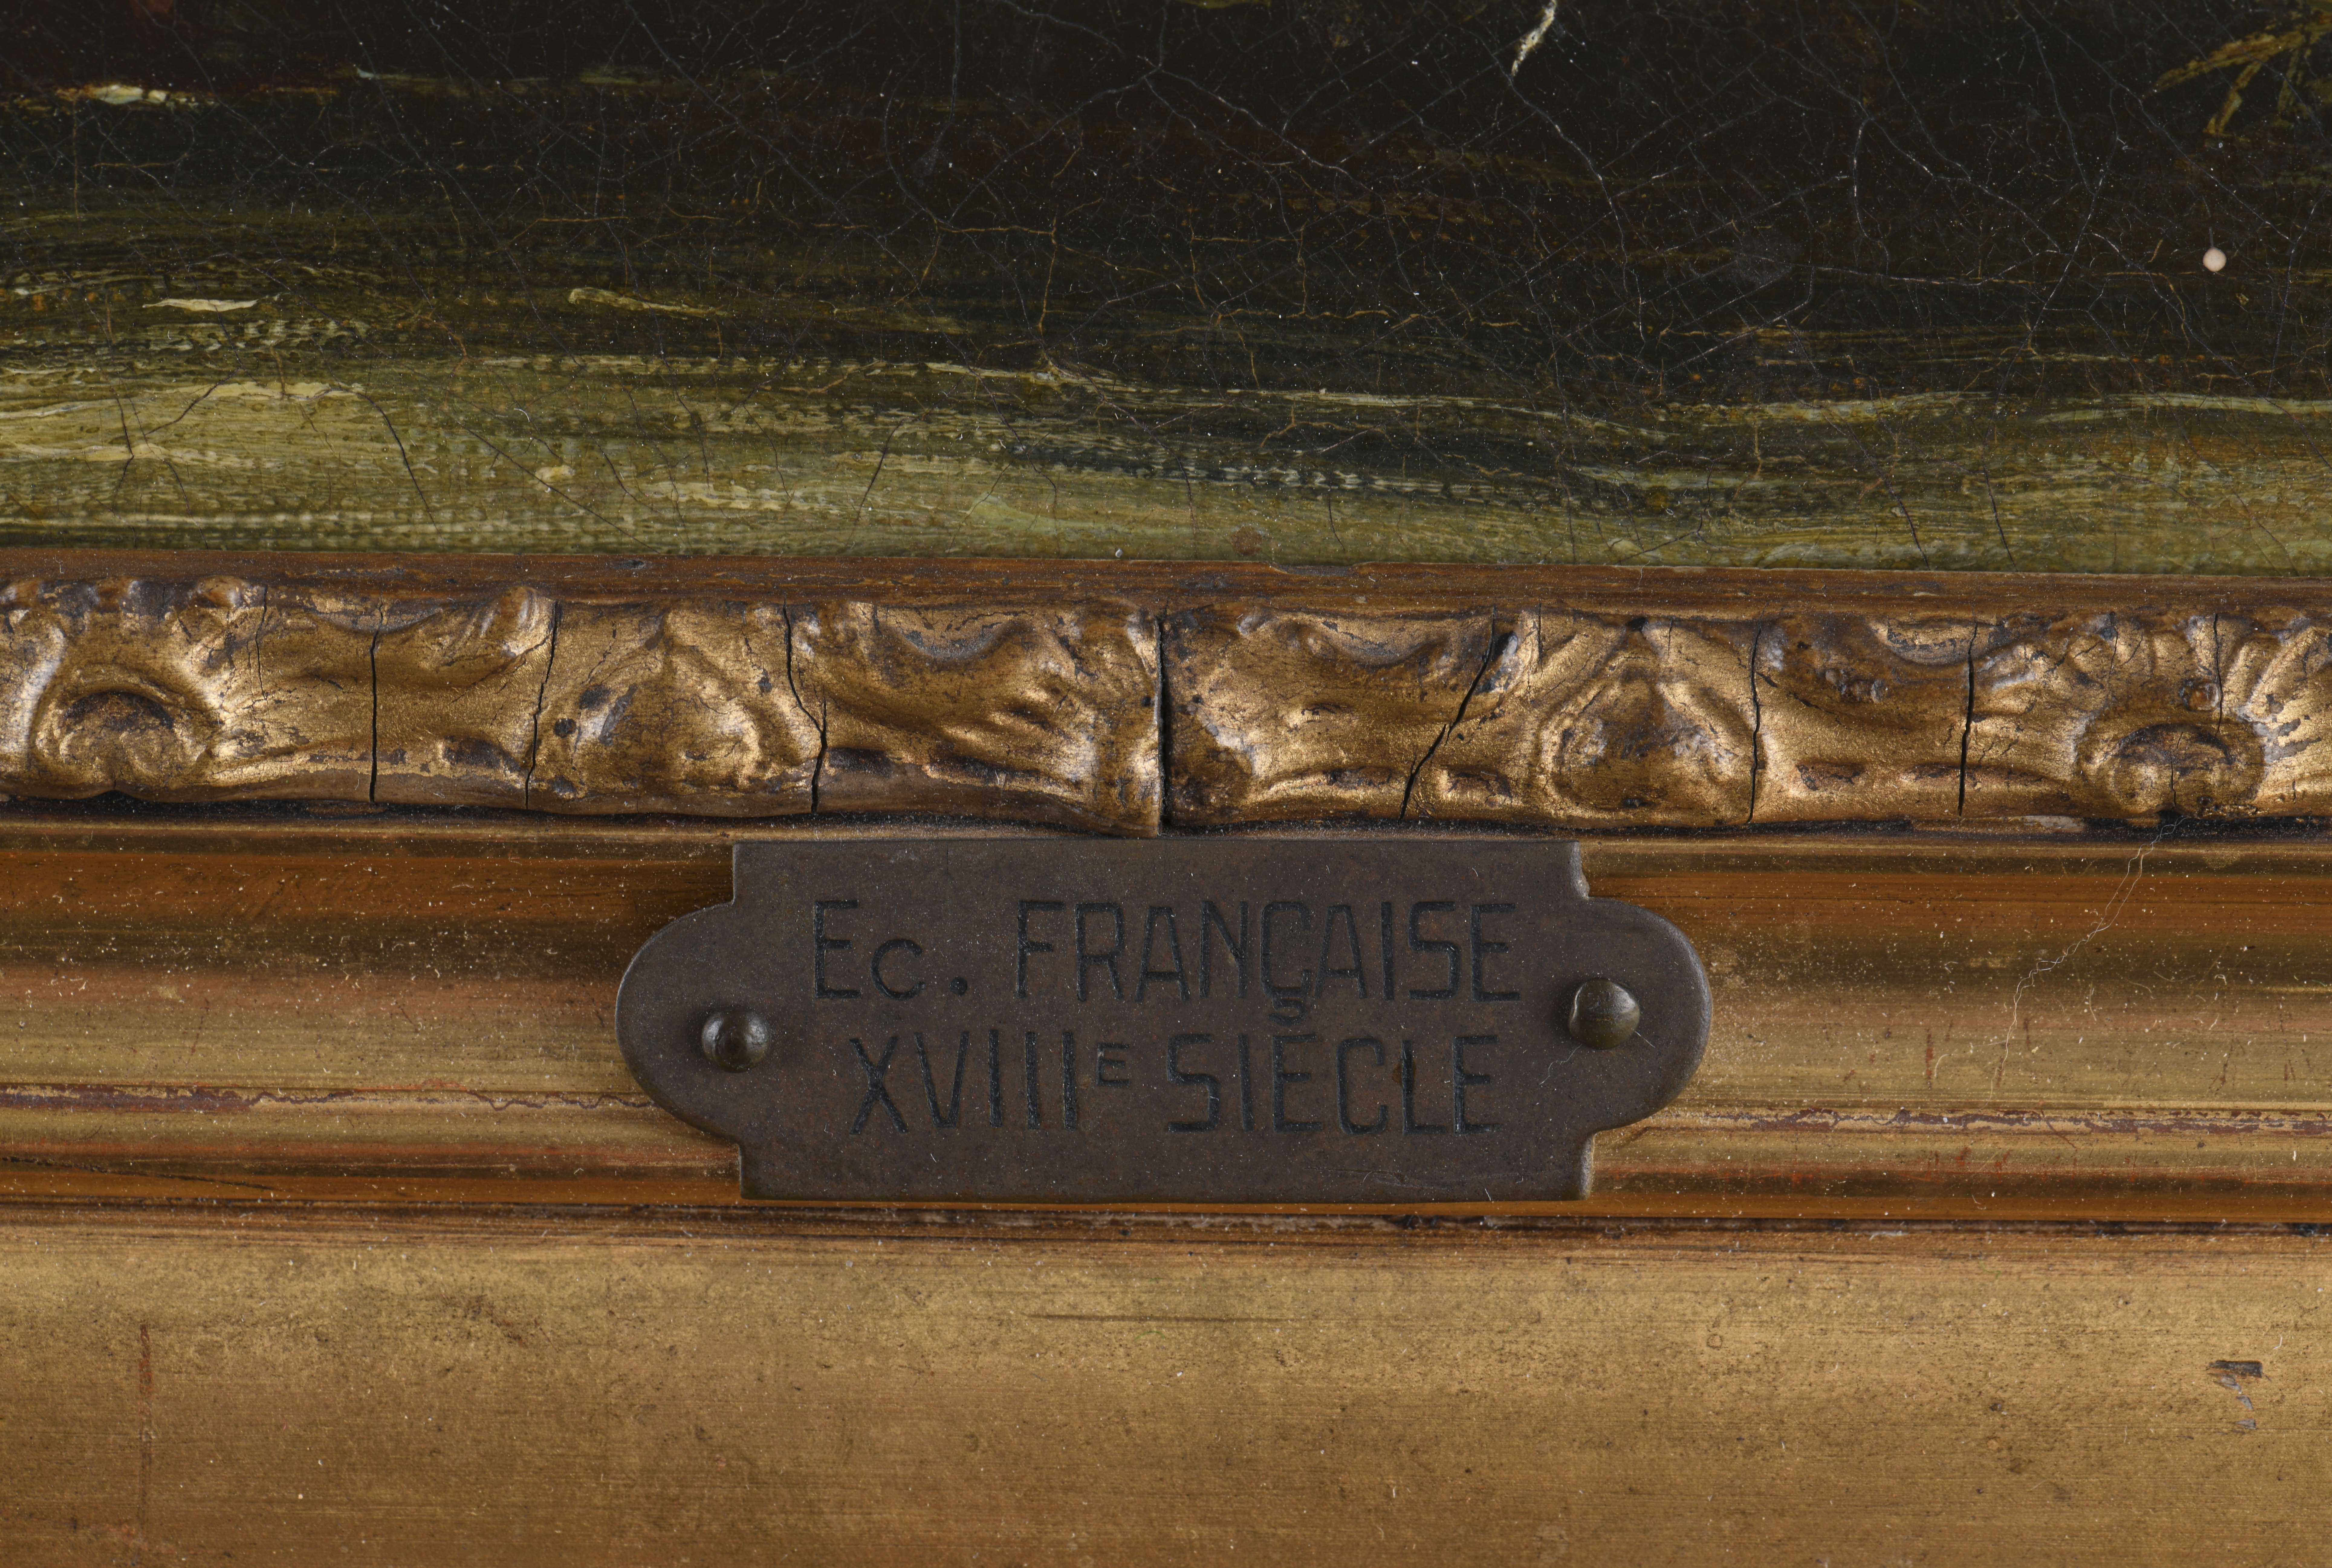 Ec. FRANÇAISE
XVIIIE SIÈCLE